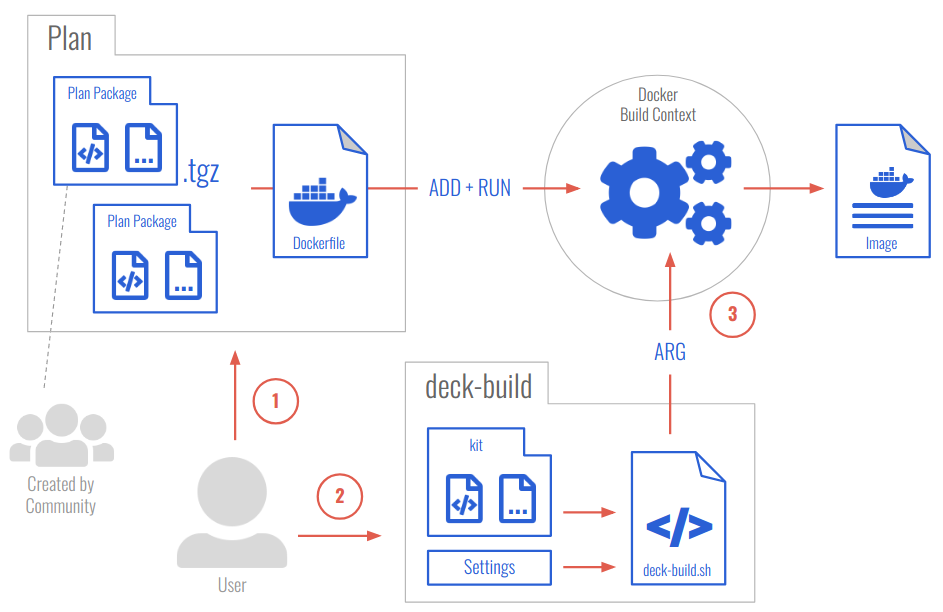 Plan
Plan Package
</>
...
.tgz
Plan Package
</>
...
Dockerfile
ADD + RUN
Docker
Build Context
Image
3
ARG
1
Created by
Community
User
2
deck-build
kit
</>
...
Settings
</>
deck-build.sh